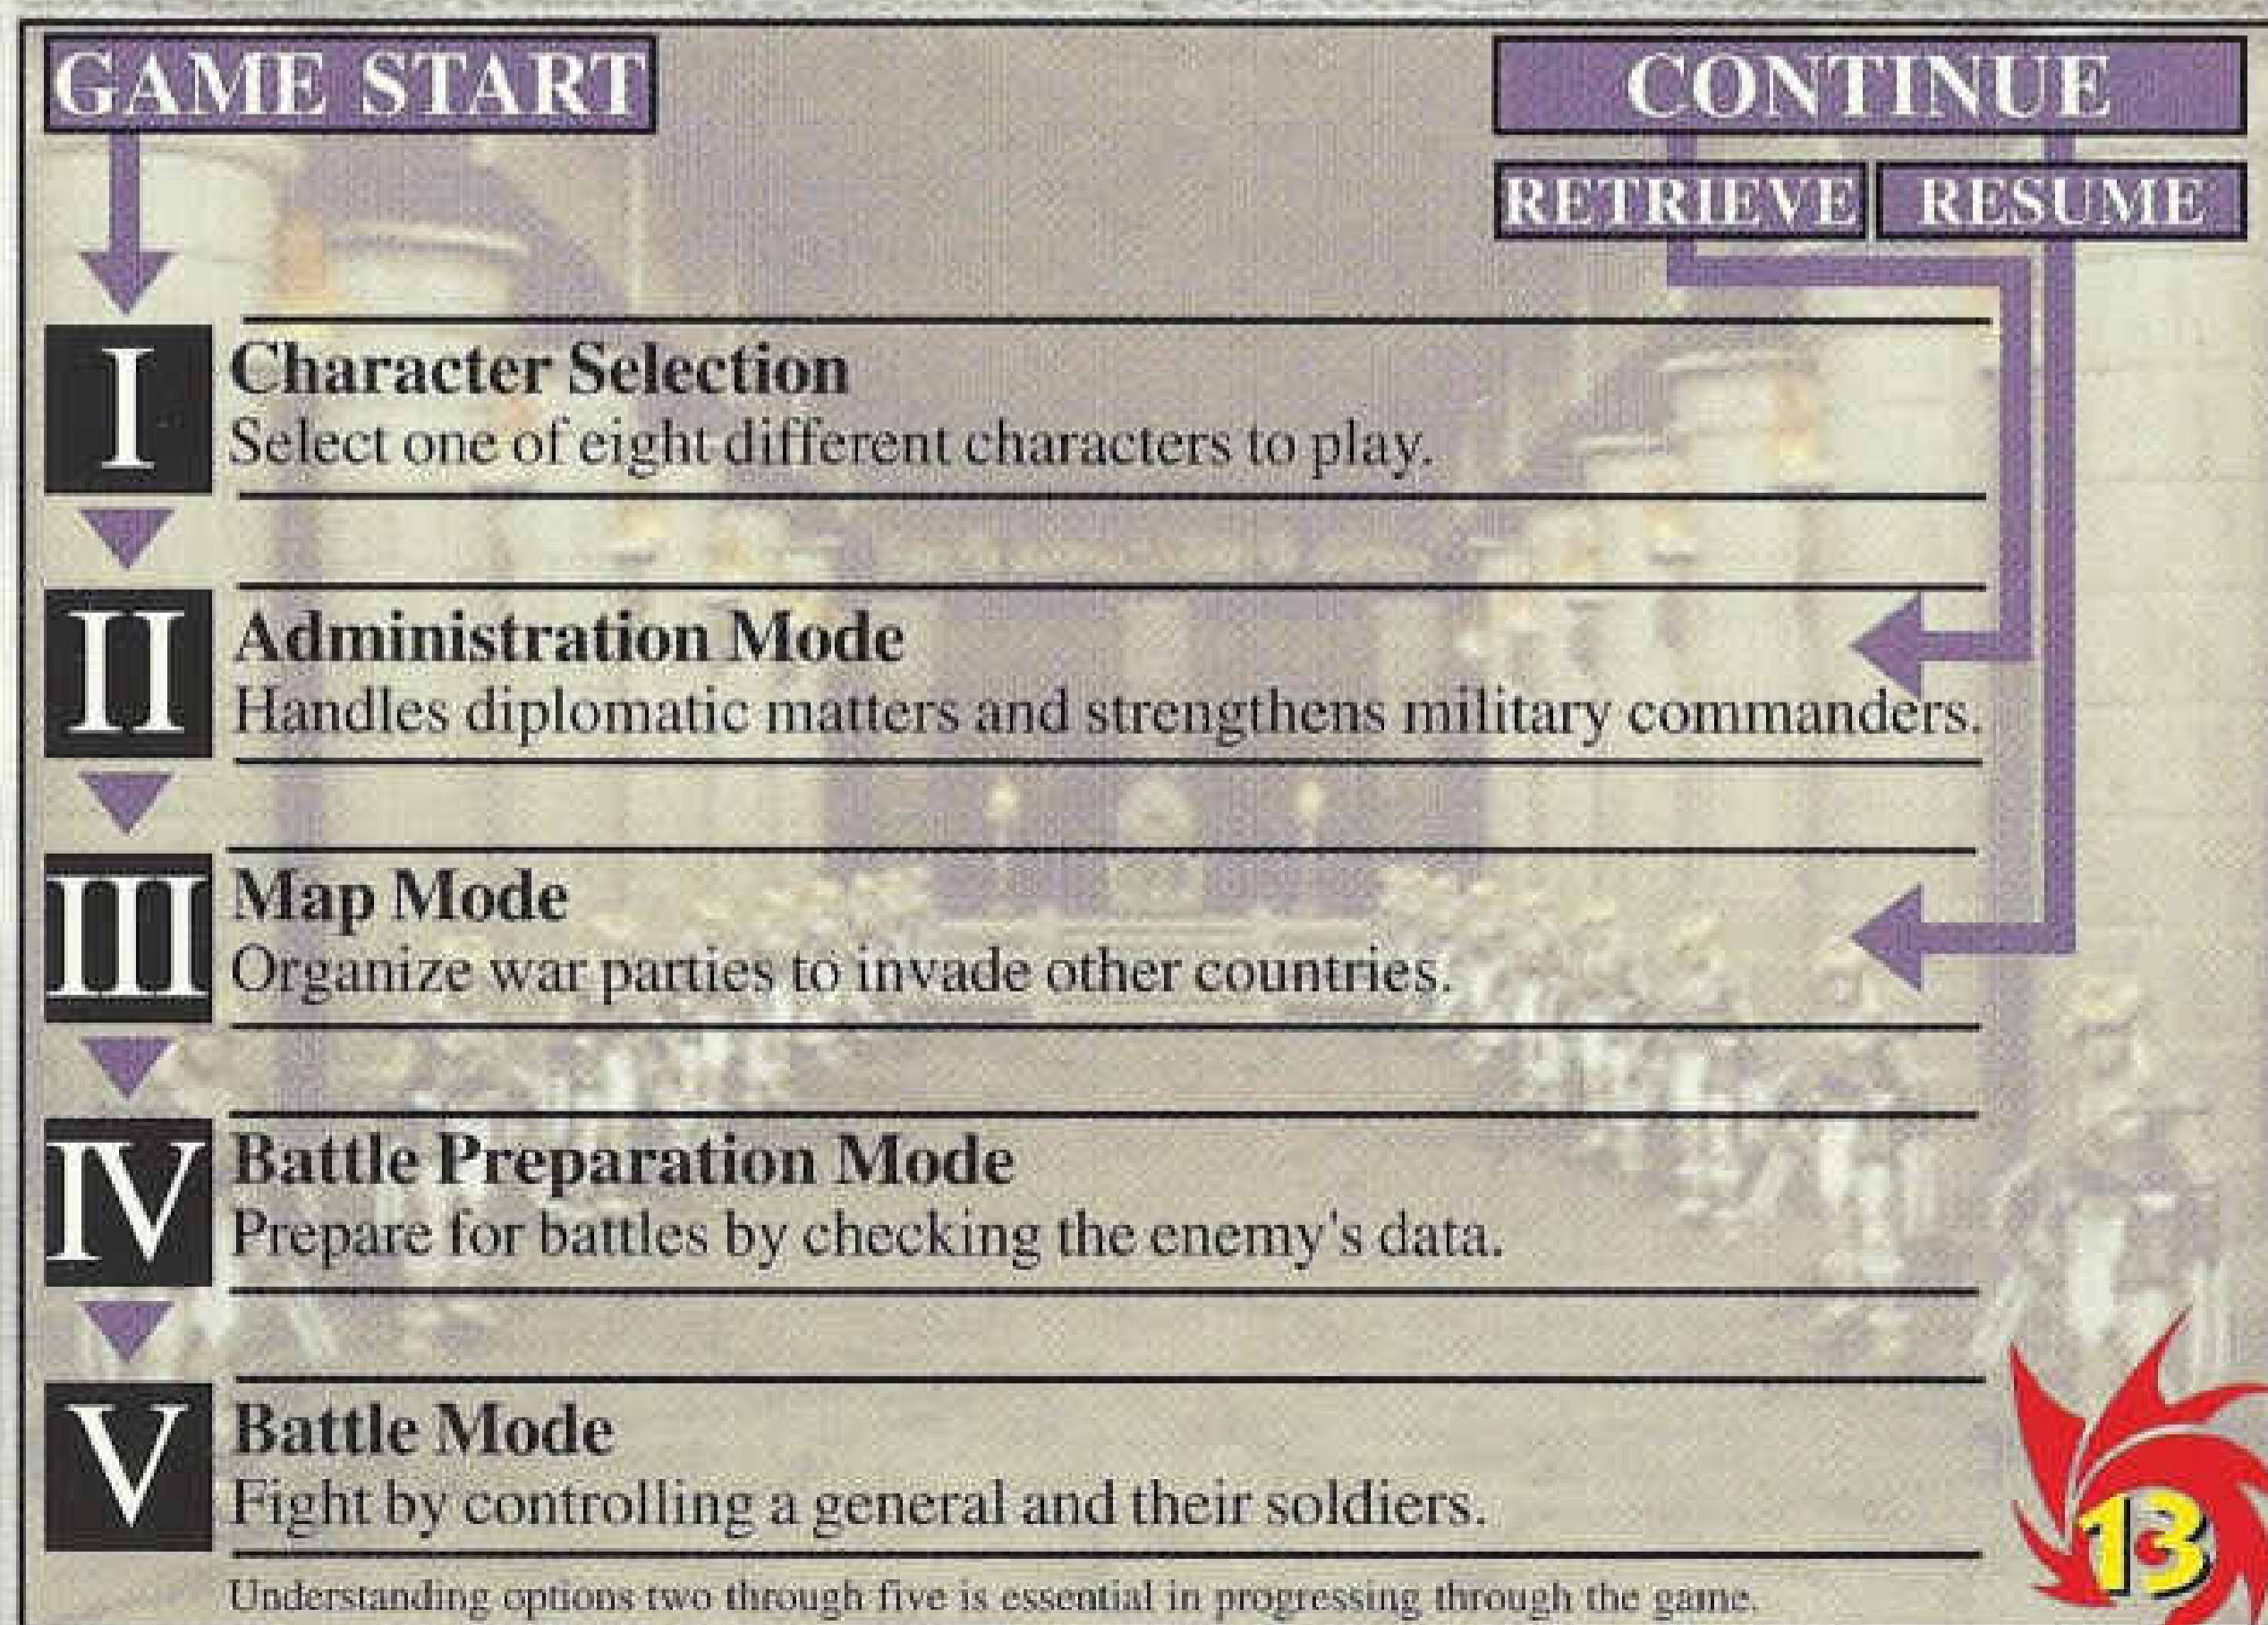 GAME START
CONTINUE
RETRIEVE RESUME
I
Character Selection
Select one of eight different characters to play.
II
Administration Mode
Handles diplomatic matters and strengthens military commanders.
III
Map Mode
Organize war parties to invade other countries.
IV
Battle Preparation Mode
Prepare for battles by checking the enemy's data.
V
Battle Mode
Fight by controlling a general and their soldiers.
Understanding options two through five is essential in progressing through the game.
13